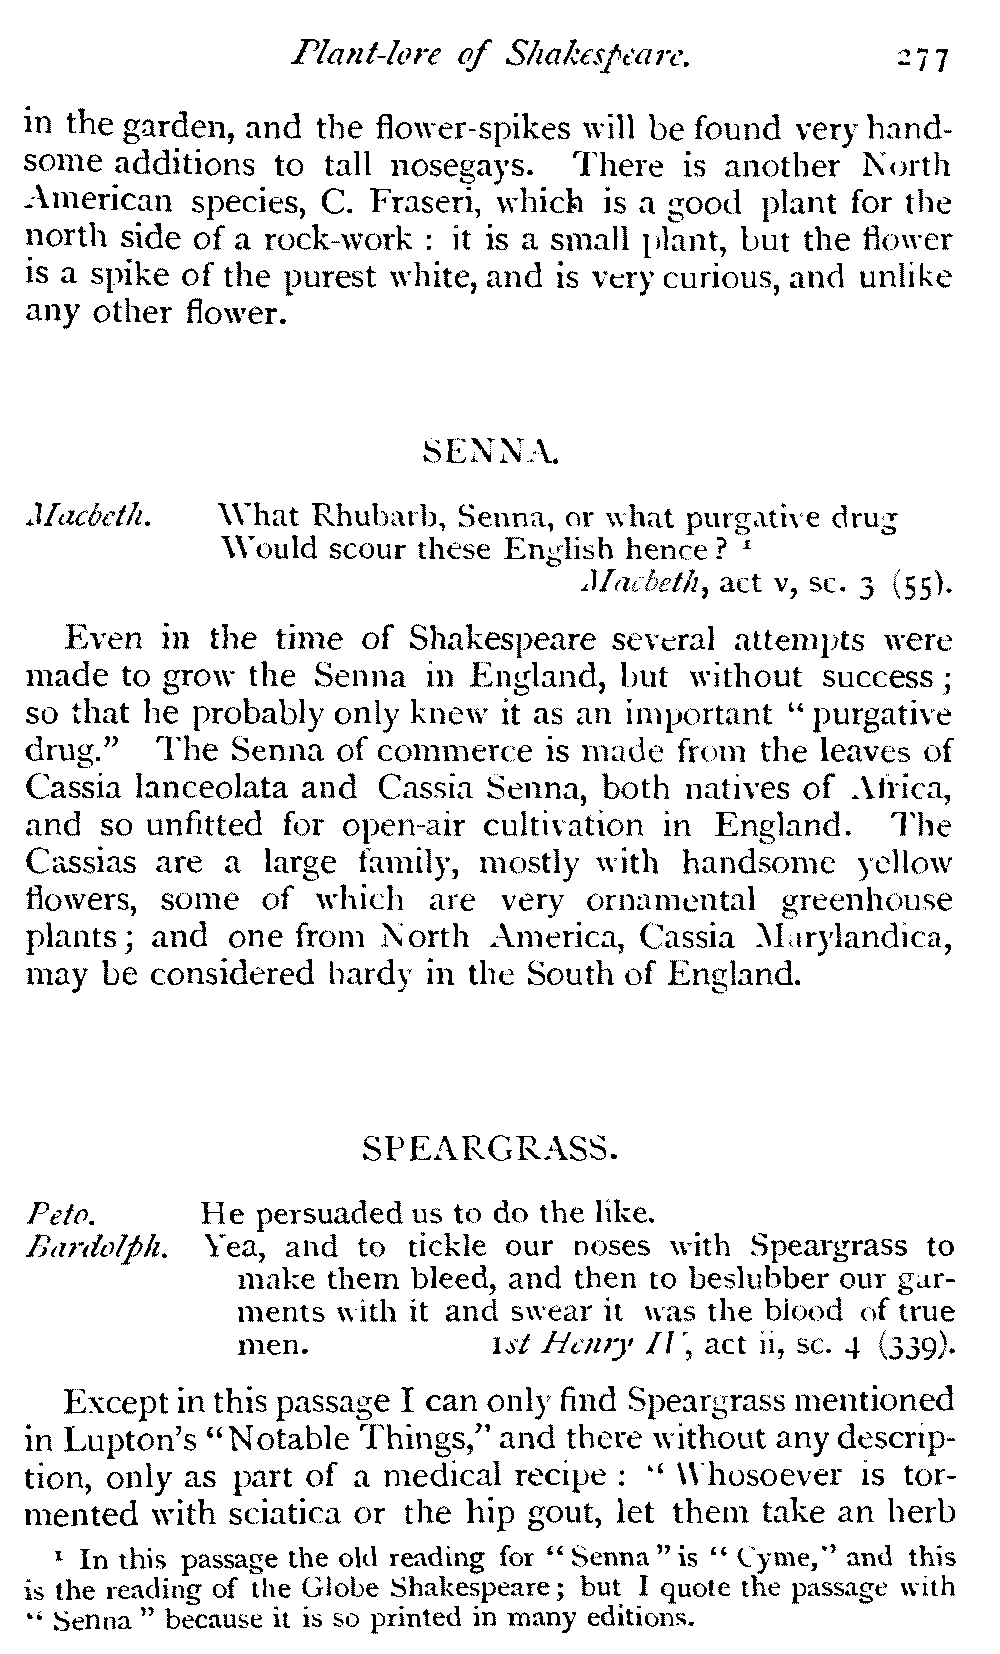 Plant-lore of Shakespeare. 277
in the garden, and the flower-spikes will be found very hand-
some additions to tall nosegays. There is another North
American species, C. Fraseri, which is a good plant for the
north side of a rock-work : it is a small plant, but the flower
is a spike of the purest white, and is very curious, and unlike
any other flower.
SENNA.
Macbeth. What Rhubarb, Senna, or what purgative drug
Would scour these English hence ? ¹
Macbeth, act v, sc. 3 (55).
Even in the time of Shakespeare several attempts were
made to grow the Senna in England, but without success ;
so that he probably only knew it as an important “ purgative
drug.” The Senna of commerce is made from the leaves of
Cassia lanceolata and Cassia Senna, both natives of Africa,
and so unfitted for open-air cultivation in England. The
Cassias are a large family, mostly with handsome yellow
flowers, some of which are very ornamental greenhouse
plants ; and one from North America, Cassia Marylandica,
may be considered hardy in the South of England.
SPEARGRASS.
Peto. He persuaded us to do the like.
Bardolph. Yea, and to tickle our noses with Speargrass to
make them bleed, and then to beslubber our gar-
ments with it and swear it was the blood of true
men. 1st Henry IV, act ii, sc. 4 (339).
Except in this passage I can only find Speargrass mentioned
in Lupton’s “ Notable Things,” and there without any descrip-
tion, only as part of a medical recipe : “ Whosoever is tor-
mented with sciatica or the hip gout, let them take an herb
¹ In this passage the old reading for “ Senna ” is “ Cyme,” and this
is the reading of the Globe Shakespeare ; but I quote the passage with
“ Senna ” because it is so printed in many editions.